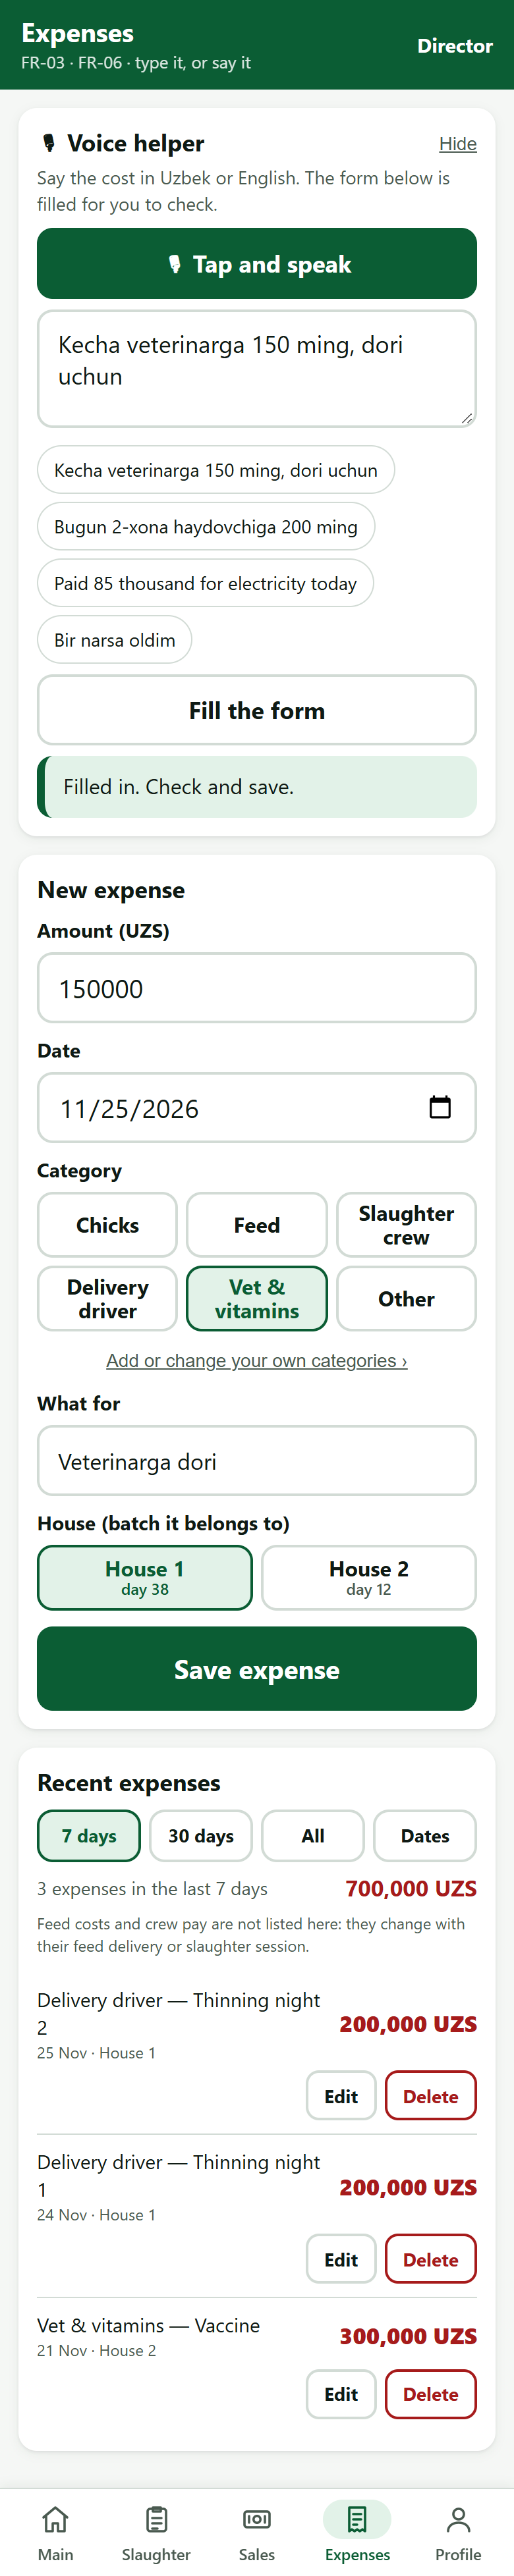 Expenses
FR-03 · FR-06 · type it, or say it
Director
Voice helper
Hide
Say the cost in Uzbek or English. The form below is
filled for you to check.
Tap and speak
Kecha veterinarga 150 ming, dori
uchun
Kecha veterinarga 150 ming, dori uchun
Bugun 2-xona haydovchiga 200 ming
Paid 85 thousand for electricity today
Bir narsa oldim
Fill the form
Filled in. Check and save.
New expense
Amount (UZS)
150000
Date
11/25/2026
Category
Chicks
Feed
Slaughter
crew
Delivery
driver
Vet &
vitamins
Other
Add or change your own categories ›
What for
Veterinarga dori
House (batch it belongs to)
House 1
day 38
House 2
day 12
Save expense
Recent expenses
7 days
30 days
All
Dates
3 expenses in the last 7 days
700,000 UZS
Feed costs and crew pay are not listed here: they change with
their feed delivery or slaughter session.
Delivery driver — Thinning night
2
200,000 UZS
25 Nov · House 1
Edit
Delete
Delivery driver — Thinning night
1
200,000 UZS
24 Nov · House 1
Edit
Delete
Vet & vitamins — Vaccine
300,000 UZS
21 Nov · House 2
Edit
Delete
Main
Slaughter
Sales
Expenses
Profile